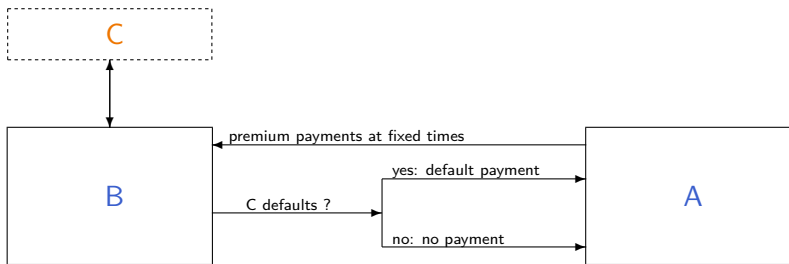 C
premium payments at fixed times
yes: default payment
B
A
C defaults ?
no: no payment